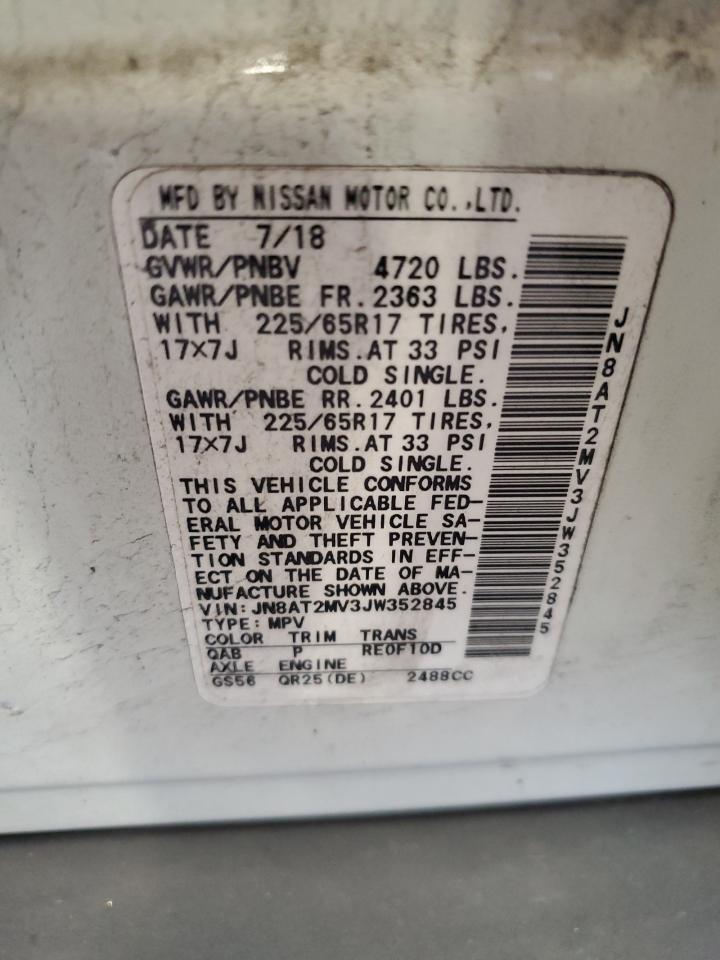 MFD BY NISSAN MOTOR CO.,LTD.
DATE 7/18
GVWR/PNBV 4720 LBS.
GAWR/PNBE FR.2363 LBS.
WITH 225/65R17 TIRES,
17X7J RIMS.AT 33 PSI
COLD SINGLE.
GAWR/PNBE RR.2401 LBS.
WITH 225/65R17 TIRES,
17X7J RIMS.AT 33 PSI
COLD SINGLE.
THIS VEHICLE CONFORMS
TO ALL APPLICABLE FED-
ERAL MOTOR VEHICLE SA-
FETY AND THEFT PREVEN-
TION STANDARDS IN EFF-
ECT ON THE DATE OF MA-
NUFACTURE SHOWN ABOVE.
VIN:JN8AT2MV3JW352845
TYPE:MPV
COLOR TRIM TRANS
QAB P RE0F10D
AXLE ENGINE
GS56 QR25(DE) 2488CC
JN8AT2MV3JW352845